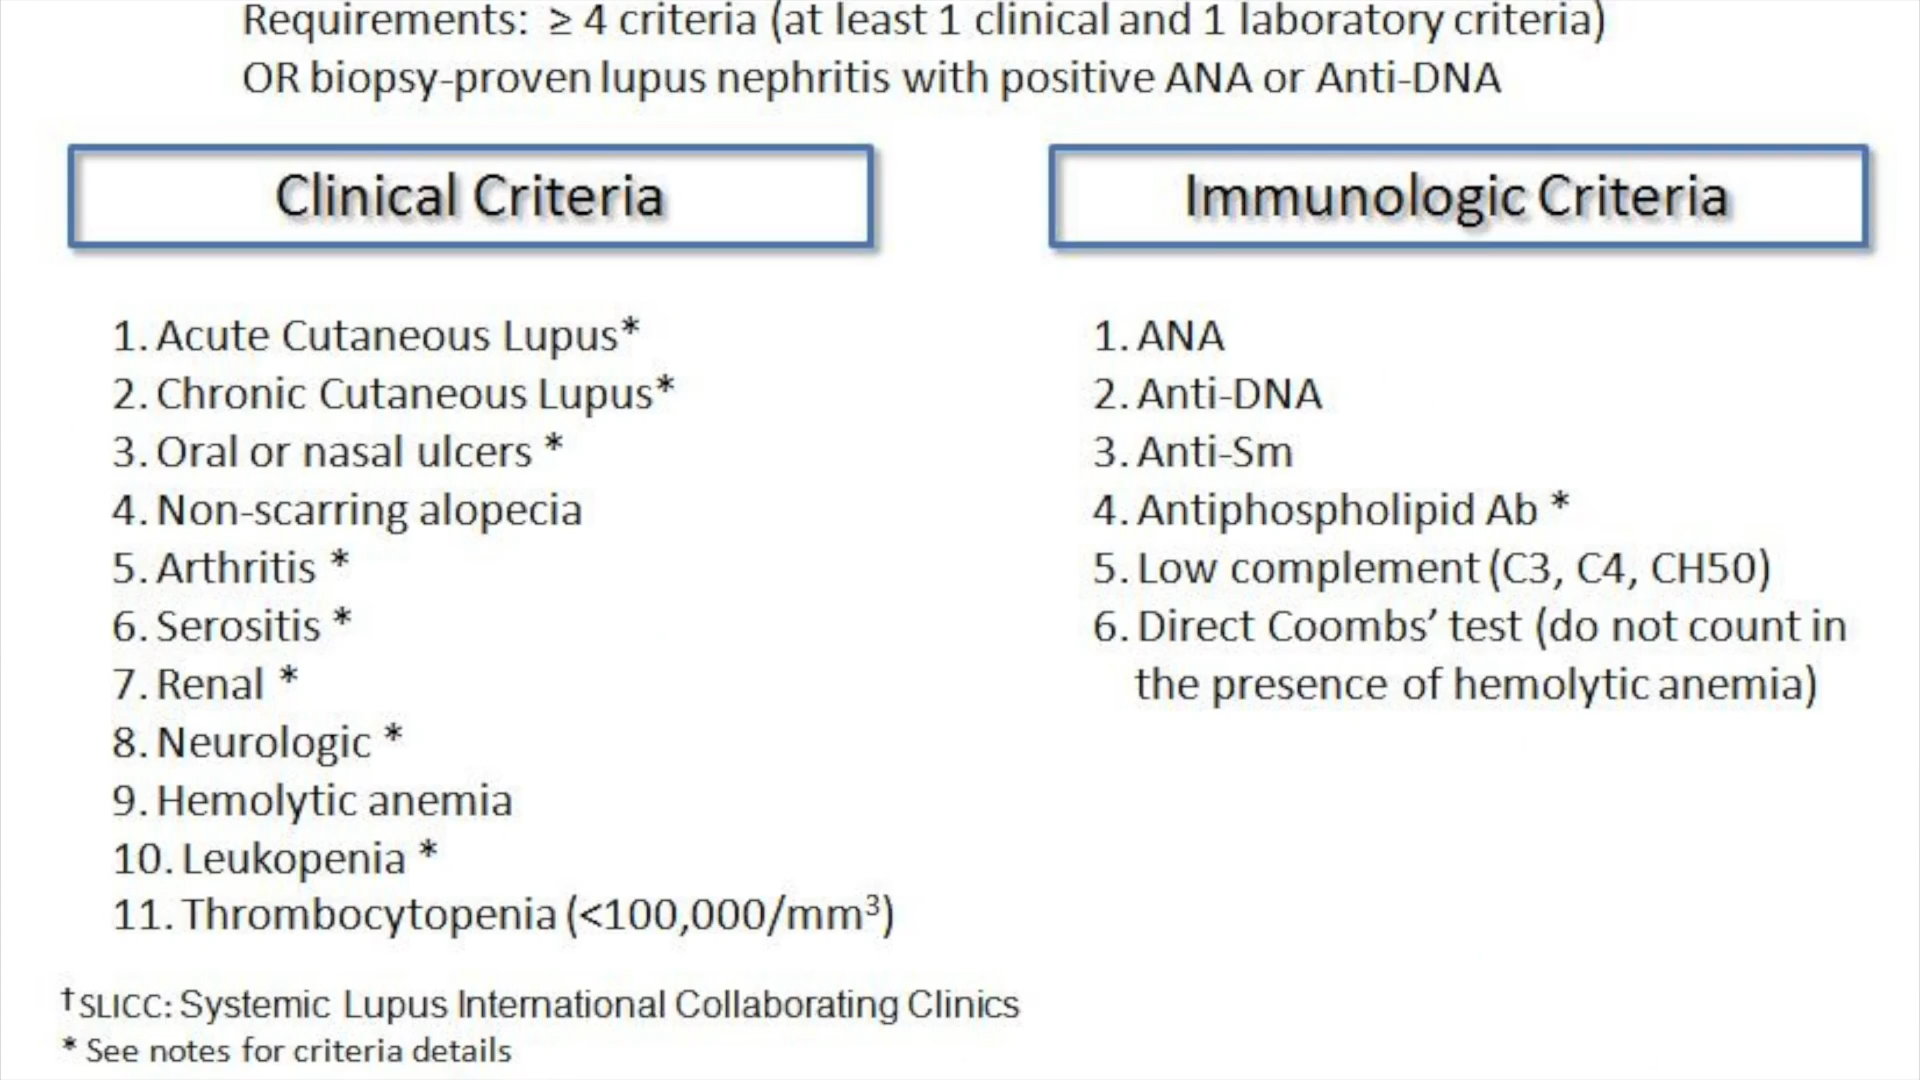 Requirements: ≥ 4 criteria (at least 1 clinical and 1 laboratory criteria)
OR biopsy-proven lupus nephritis with positive ANA or Anti-DNA
Clinical Criteria
1. Acute Cutaneous Lupus*
2. Chronic Cutaneous Lupus*
3. Oral or nasal ulcers *
4. Non-scarring alopecia
5. Arthritis *
6. Serositis *
7. Renal *
8. Neurologic *
9. Hemolytic anemia
10. Leukopenia *
11. Thrombocytopenia (<100,000/mm³)
Immunologic Criteria
1. ANA
2. Anti-DNA
3. Anti-Sm
4. Antiphospholipid Ab *
5. Low complement (C3, C4, CH50)
6. Direct Coombs’ test (do not count in
the presence of hemolytic anemia)
†SLICC: Systemic Lupus International Collaborating Clinics
* See notes for criteria details